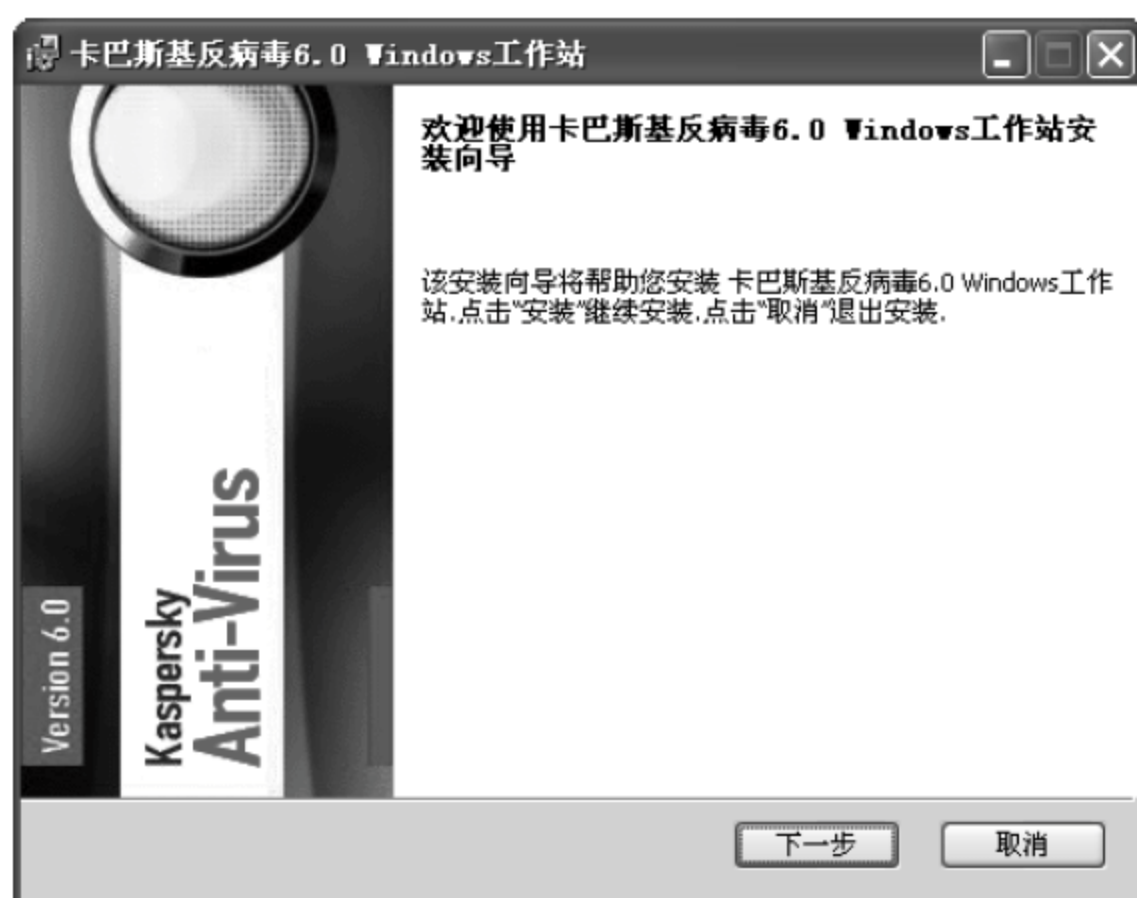 卡巴斯基反病毒6.0 Windows工作站
欢迎使用卡巴斯基反病毒6.0 Windows工作站安
装向导
该安装向导将帮助您安装 卡巴斯基反病毒6.0 Windows工作
站.点击"安装"继续安装.点击"取消"退出安装.
Version 6.0
Kaspersky
Anti-Virus
下一步
取消